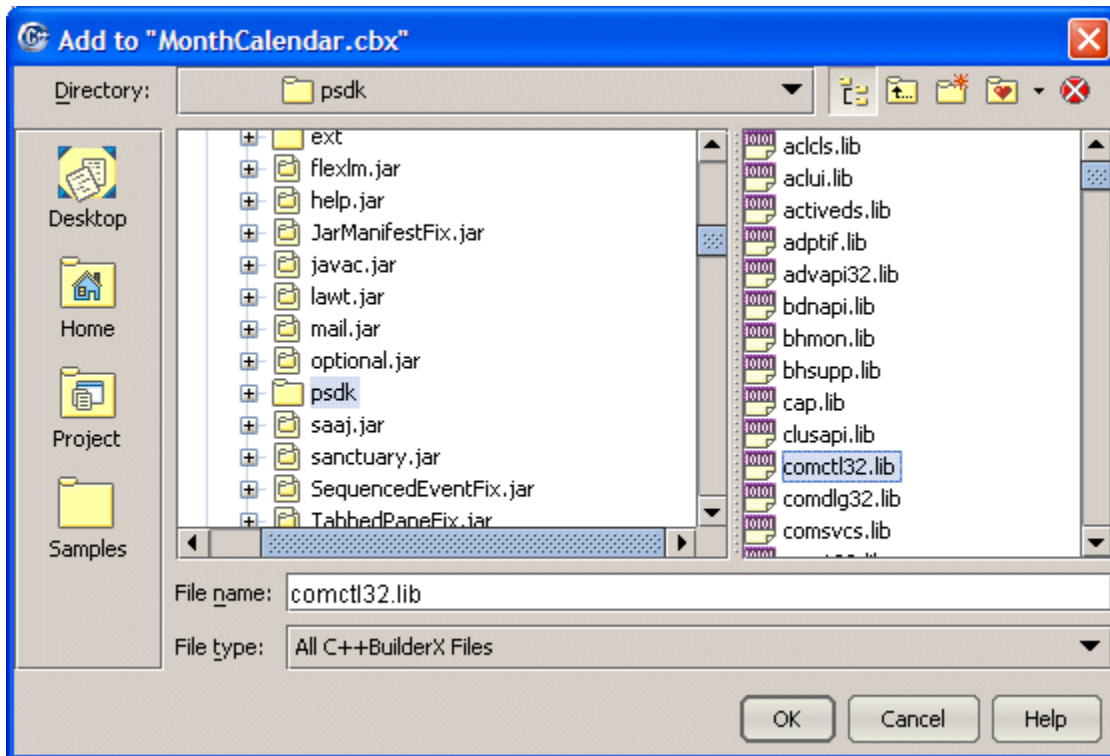 Add to "MonthCalendar.cbx"
Directory:
psdk
Desktop
Home
Project
Samples
ext
flexlm.jar
help.jar
JarManifestFix.jar
javac.jar
lawt.jar
mail.jar
optional.jar
psdk
saaj.jar
sanctuary.jar
SequencedEventFix.jar
TabbedPaneFix.jar
aclcls.lib
aclui.lib
activeds.lib
adptif.lib
advapi32.lib
bdnapi.lib
bhmon.lib
bhsupp.lib
cap.lib
clusapi.lib
comctl32.lib
comdlg32.lib
comsvcs.lib
File name: comctl32.lib
File type: All C++BuilderX Files
OK Cancel Help